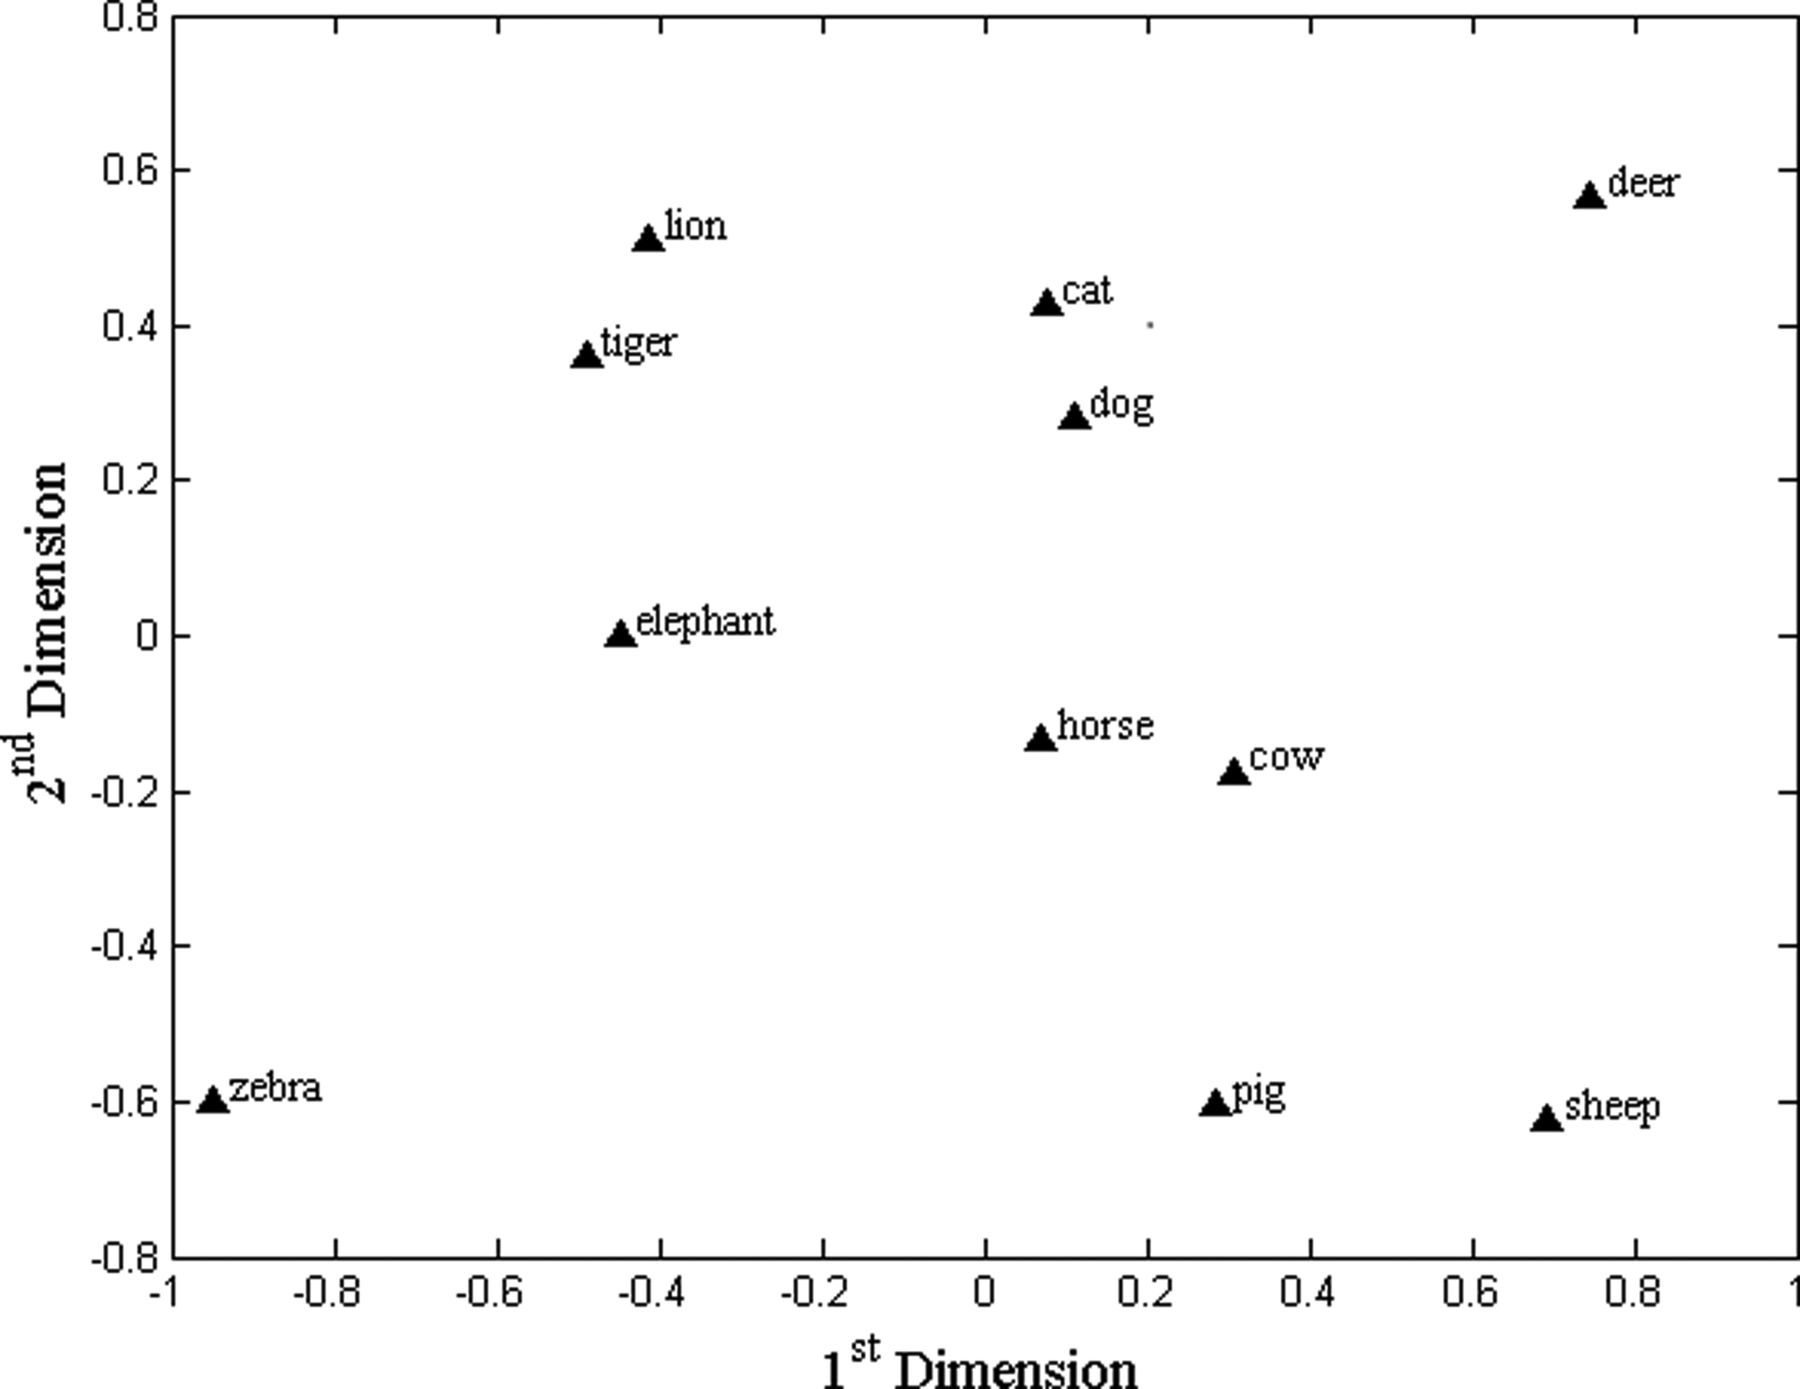 0.8
0.6
0.4
0.2
0
-0.2
-0.4
-0.6
-0.8
2nd Dimension
deer
lion
cat
tiger
dog
elephant
horse
cow
zebra
pig
sheep
-1 -0.8 -0.6 -0.4 -0.2 0 0.2 0.4 0.6 0.8 1
1st Dimension